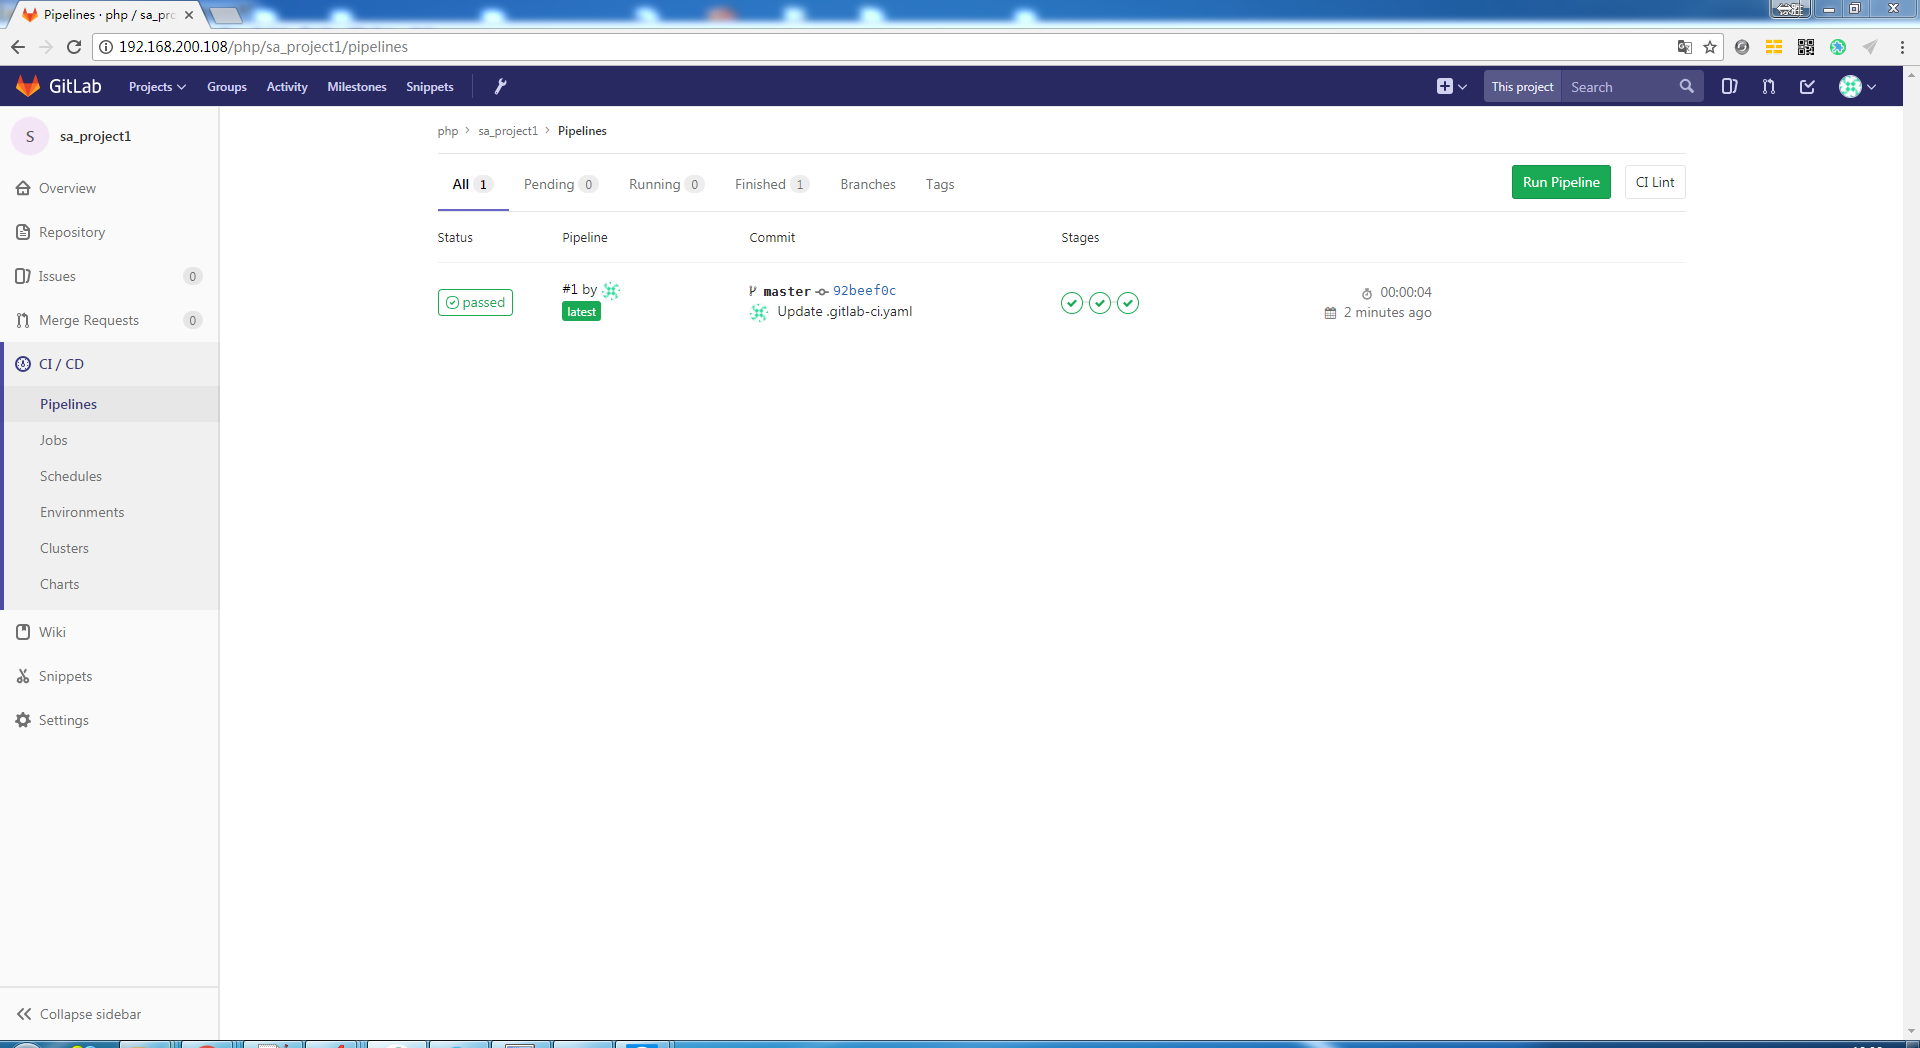 Pipelines · php / sa_pro
192.168.200.108/php/sa_project1/pipelines
GitLab Projects Groups Activity Milestones Snippets This project Search
S sa_project1
Overview
Repository
Issues 0
Merge Requests 0
CI / CD
Pipelines
Jobs
Schedules
Environments
Clusters
Charts
Wiki
Snippets
Settings
Collapse sidebar
php > sa_project1 > Pipelines
All 1 Pending 0 Running 0 Finished 1 Branches Tags Run Pipeline CI Lint
Status Pipeline Commit Stages
passed #1 by master 92beef0c 00:00:04
latest Update .gitlab-ci.yaml 2 minutes ago